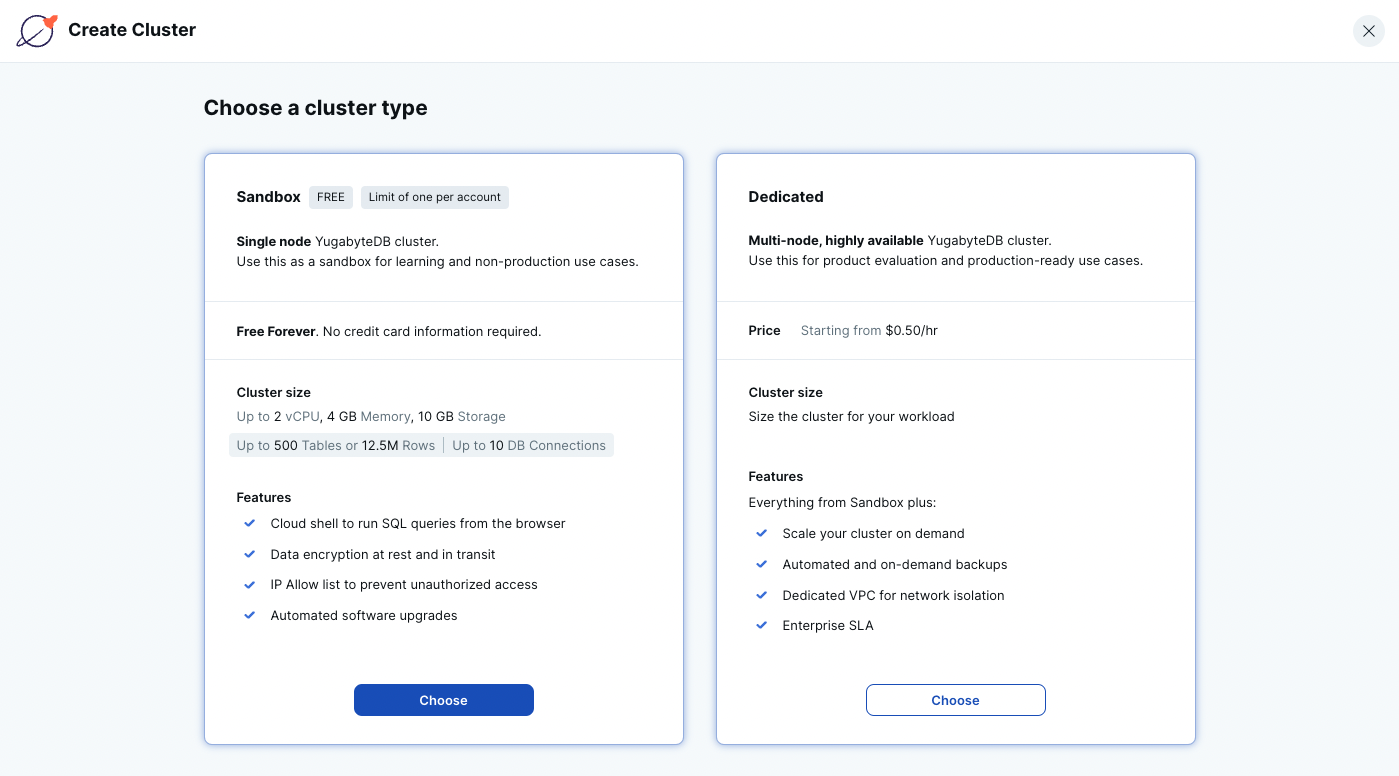 Create Cluster
Choose a cluster type
Sandbox FREE Limit of one per account
Single node YugabyteDB cluster.
Use this as a sandbox for learning and non-production use cases.
Free Forever. No credit card information required.
Cluster size
Up to 2 vCPU, 4 GB Memory, 10 GB Storage
Up to 500 Tables or 12.5M Rows | Up to 10 DB Connections
Features
Cloud shell to run SQL queries from the browser
Data encryption at rest and in transit
IP Allow list to prevent unauthorized access
Automated software upgrades
Choose
Dedicated
Multi-node, highly available YugabyteDB cluster.
Use this for product evaluation and production-ready use cases.
Price Starting from $0.50/hr
Cluster size
Size the cluster for your workload
Features
Everything from Sandbox plus:
Scale your cluster on demand
Automated and on-demand backups
Dedicated VPC for network isolation
Enterprise SLA
Choose